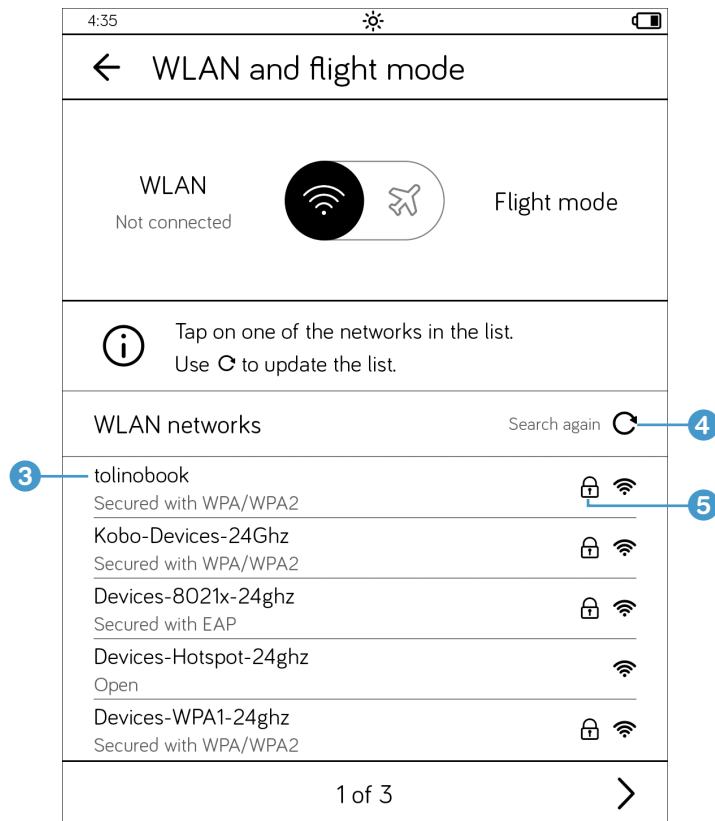 4:35
WLAN and flight mode
WLAN
Not connected
Flight mode
Tap on one of the networks in the list.
Use to update the list.
WLAN networks
Search again
4
3
tolinobook
Secured with WPA/WPA2
5
Kobo-Devices-24Ghz
Secured with WPA/WPA2
Devices-8021x-24ghz
Secured with EAP
Devices-Hotspot-24ghz
Open
Devices-WPA1-24ghz
Secured with WPA/WPA2
1 of 3